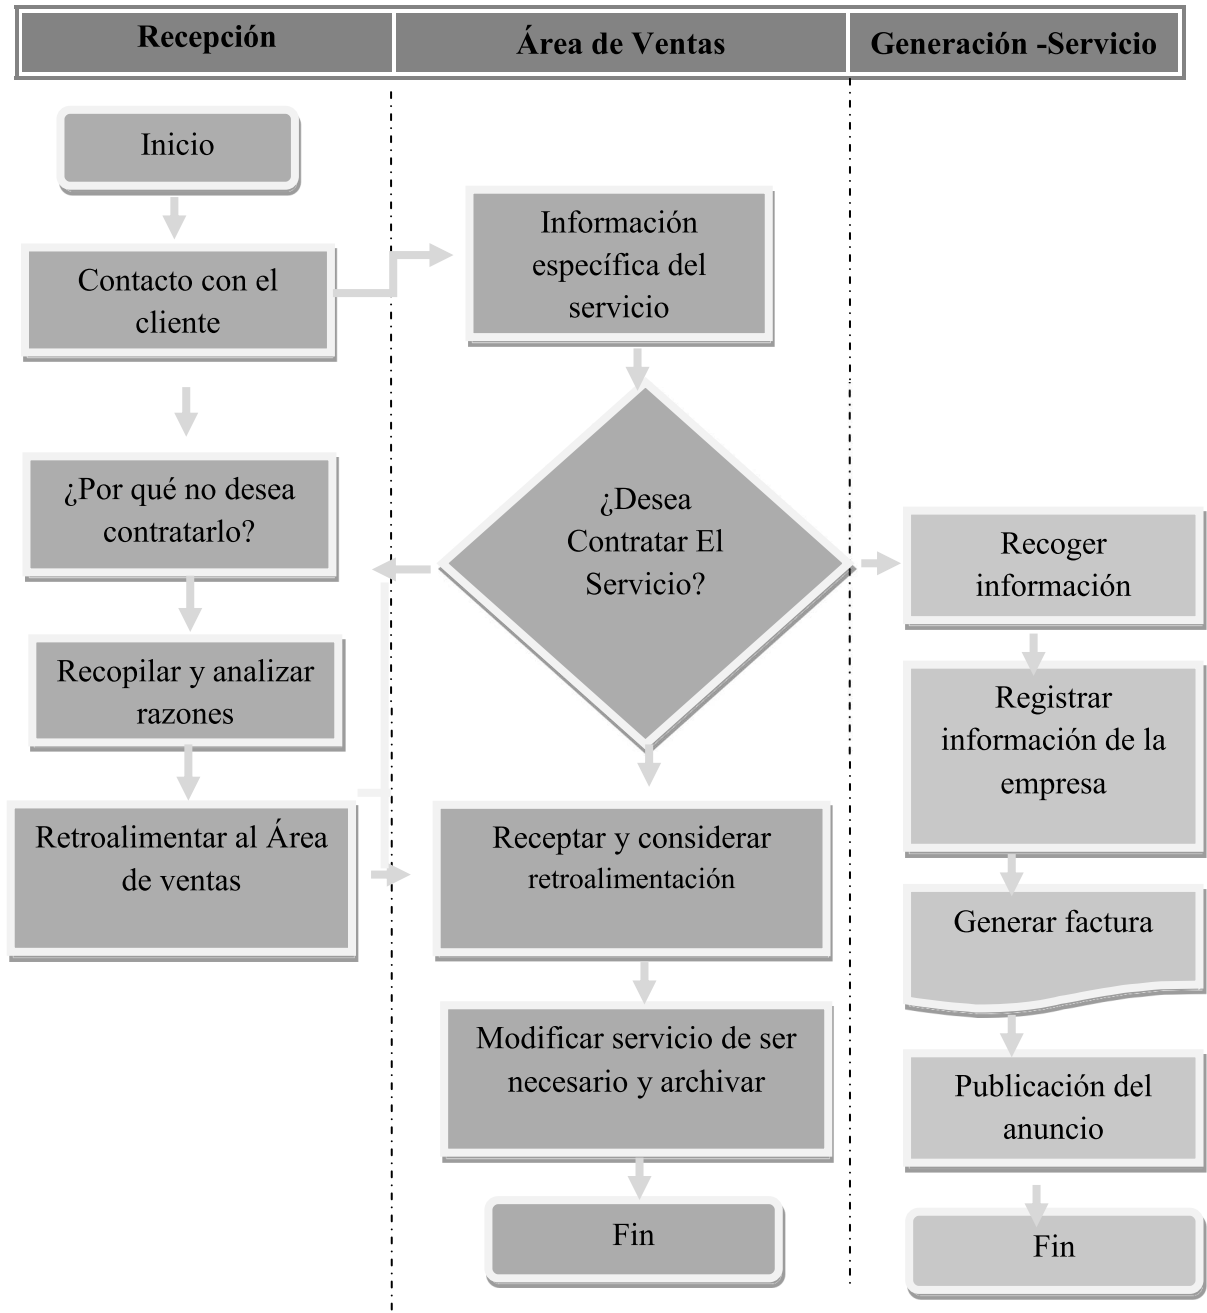 Recepción
Área de Ventas
Generación -Servicio
Inicio
Contacto con el
cliente
¿Por qué no desea
contratarlo?
Recopilar y analizar
razones
Retroalimentar al Área
de ventas
Información
específica del
servicio
¿Desea
Contratar El
Servicio?
Receptar y considerar
retroalimentación
Modificar servicio de ser
necesario y archivar
Fin
Recoger
información
Registrar
información de la
empresa
Generar factura
Publicación del
anuncio
Fin